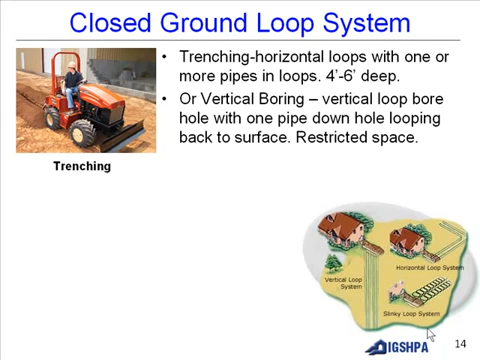 Closed Ground Loop System
• Trenching-horizontal loops with one or
more pipes in loops. 4’-6’ deep.
• Or Vertical Boring – vertical loop bore
hole with one pipe down hole looping
back to surface. Restricted space.
Trenching
Vertical Loop
System
Horizontal Loop System
Slinky Loop System
IGSHPA
14